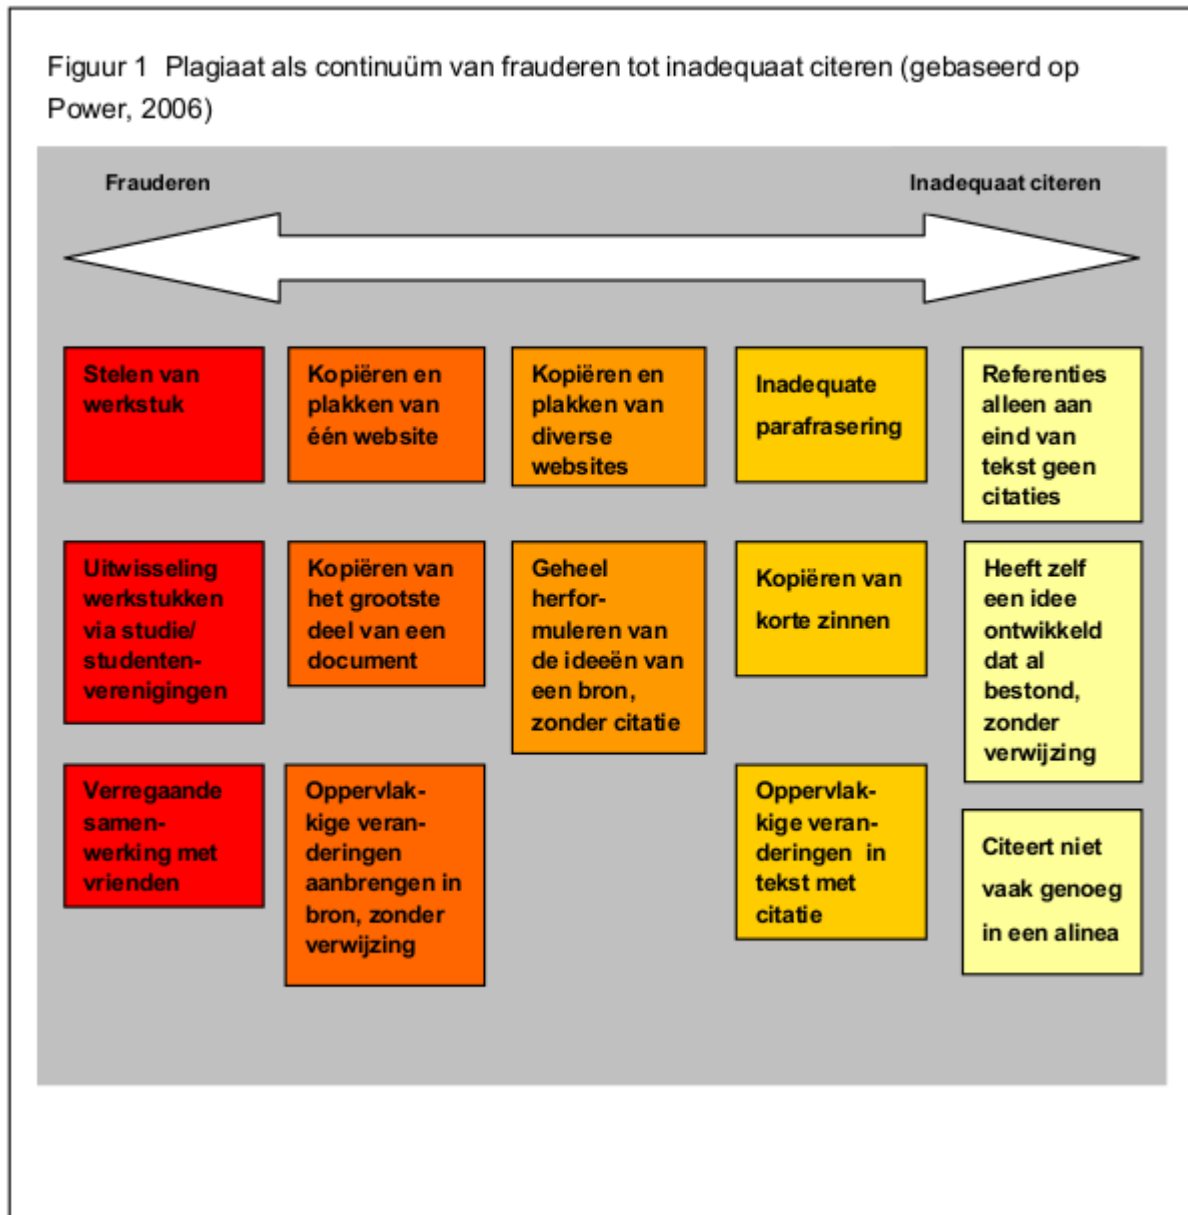 Figuur 1 Plagiaat als continuüm van frauderen tot inadequaat citeren (gebaseerd op
Power, 2006)
Frauderen
Inadequaat citeren
Stelen van
werkstuk
Kopiëren en
plakken van
één website
Kopiëren en
plakken van
diverse
websites
Inadequate
parafrasering
Referenties
alleen aan
eind van
tekst geen
citaties
Uitwisseling
werkstukken
via studie/
studenten-
verenigingen
Kopiëren van
het grootste
deel van een
document
Geheel
herfor-
muleren van
de ideeën van
een bron,
zonder citatie
Kopiëren van
korte zinnen
Heeft zelf
een idee
ontwikkeld
dat al
bestond,
zonder
verwijzing
Verregaande
samen-
werking met
vrienden
Oppervlak-
kige veran-
deringen
aanbrengen in
bron, zonder
verwijzing
Oppervlak-
kige veran-
deringen in
tekst met
citatie
Citeert niet
vaak genoeg
in een alinea